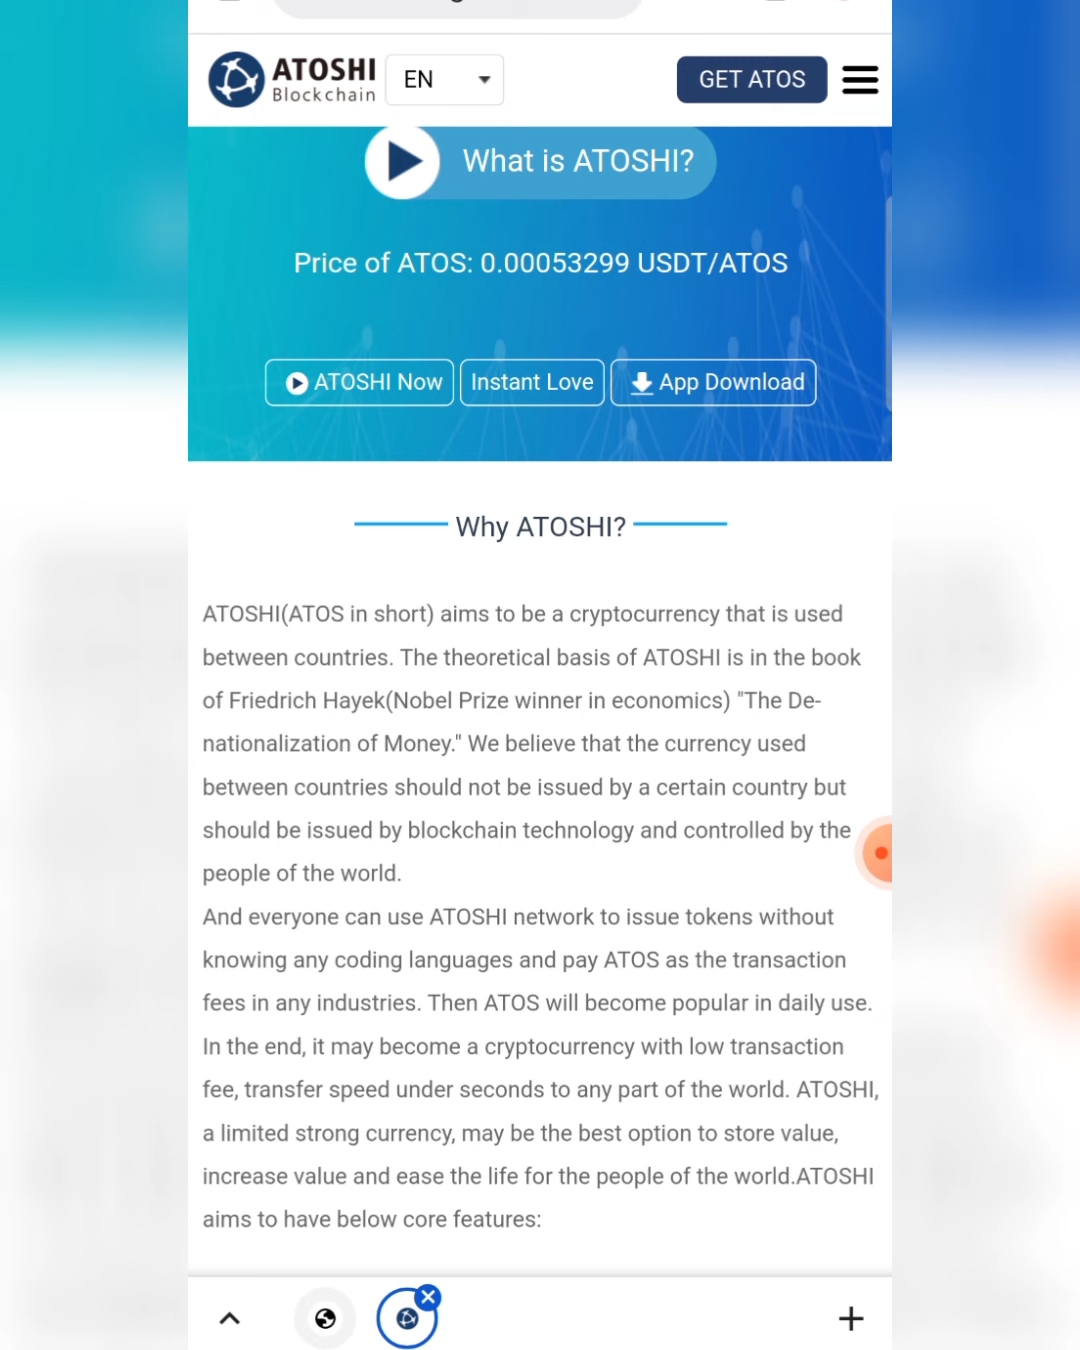 ATOSHI
Blockchain
EN
GET ATOS
What is ATOSHI?
Price of ATOS: 0.00053299 USDT/ATOS
ATOSHI Now
Instant Love
App Download
Why ATOSHI?
ATOSHI(ATOS in short) aims to be a cryptocurrency that is used
between countries. The theoretical basis of ATOSHI is in the book
of Friedrich Hayek(Nobel Prize winner in economics) "The De-
nationalization of Money." We believe that the currency used
between countries should not be issued by a certain country but
should be issued by blockchain technology and controlled by the
people of the world.
And everyone can use ATOSHI network to issue tokens without
knowing any coding languages and pay ATOS as the transaction
fees in any industries. Then ATOS will become popular in daily use.
In the end, it may become a cryptocurrency with low transaction
fee, transfer speed under seconds to any part of the world. ATOSHI,
a limited strong currency, may be the best option to store value,
increase value and ease the life for the people of the world.ATOSHI
aims to have below core features: